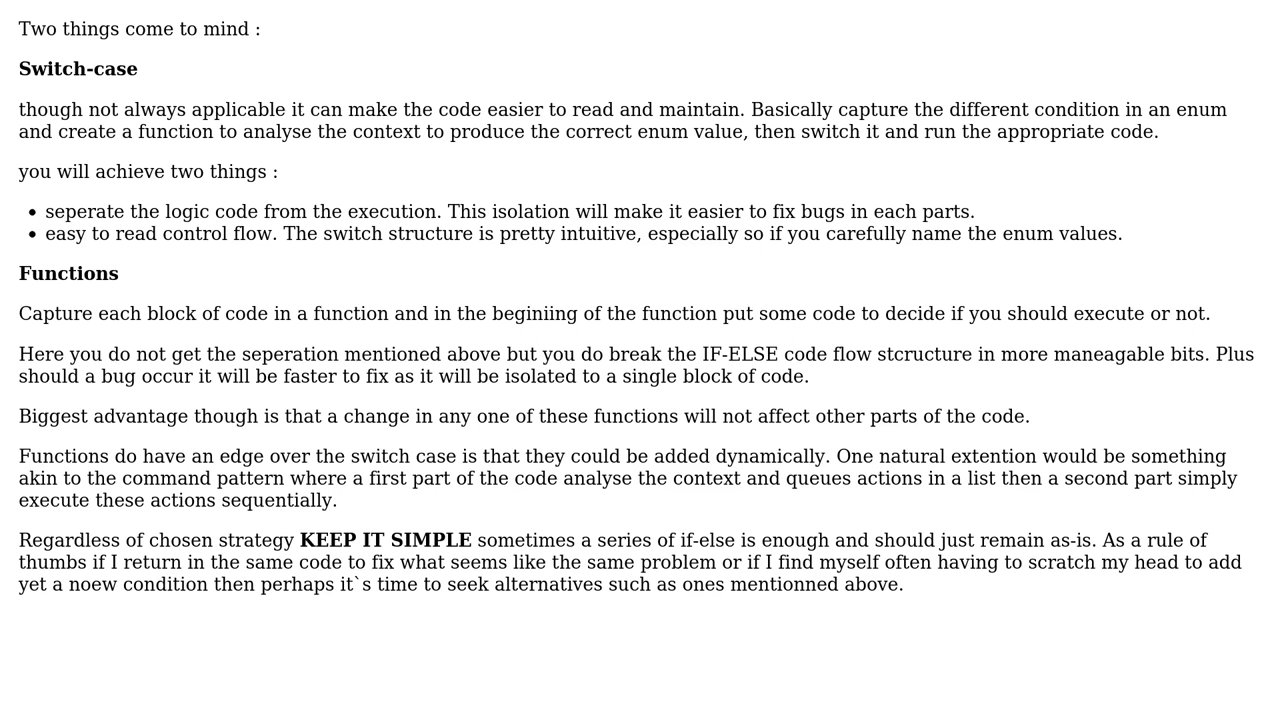 Two things come to mind :
Switch-case
though not always applicable it can make the code easier to read and maintain. Basically capture the different condition in an enum
and create a function to analyse the context to produce the correct enum value, then switch it and run the appropriate code.
you will achieve two things :
• seperate the logic code from the execution. This isolation will make it easier to fix bugs in each parts.
• easy to read control flow. The switch structure is pretty intuitive, especially so if you carefully name the enum values.
Functions
Capture each block of code in a function and in the beginiing of the function put some code to decide if you should execute or not.
Here you do not get the seperation mentioned above but you do break the IF-ELSE code flow stcructure in more maneagable bits. Plus
should a bug occur it will be faster to fix as it will be isolated to a single block of code.
Biggest advantage though is that a change in any one of these functions will not affect other parts of the code.
Functions do have an edge over the switch case is that they could be added dynamically. One natural extention would be something
akin to the command pattern where a first part of the code analyse the context and queues actions in a list then a second part simply
execute these actions sequentially.
Regardless of chosen strategy KEEP IT SIMPLE sometimes a series of if-else is enough and should just remain as-is. As a rule of
thumbs if I return in the same code to fix what seems like the same problem or if I find myself often having to scratch my head to add
yet a noew condition then perhaps it`s time to seek alternatives such as ones mentionned above.